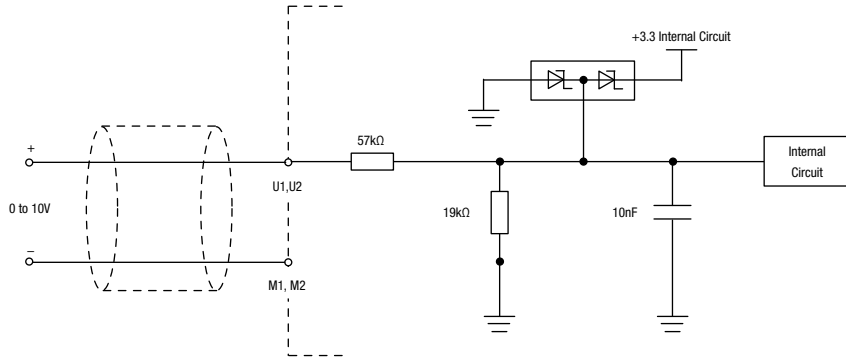 +3.3 Internal Circuit
57kΩ
+
U1,U2
Internal
Circuit
0 to 10V
19kΩ
10nF
–
M1, M2